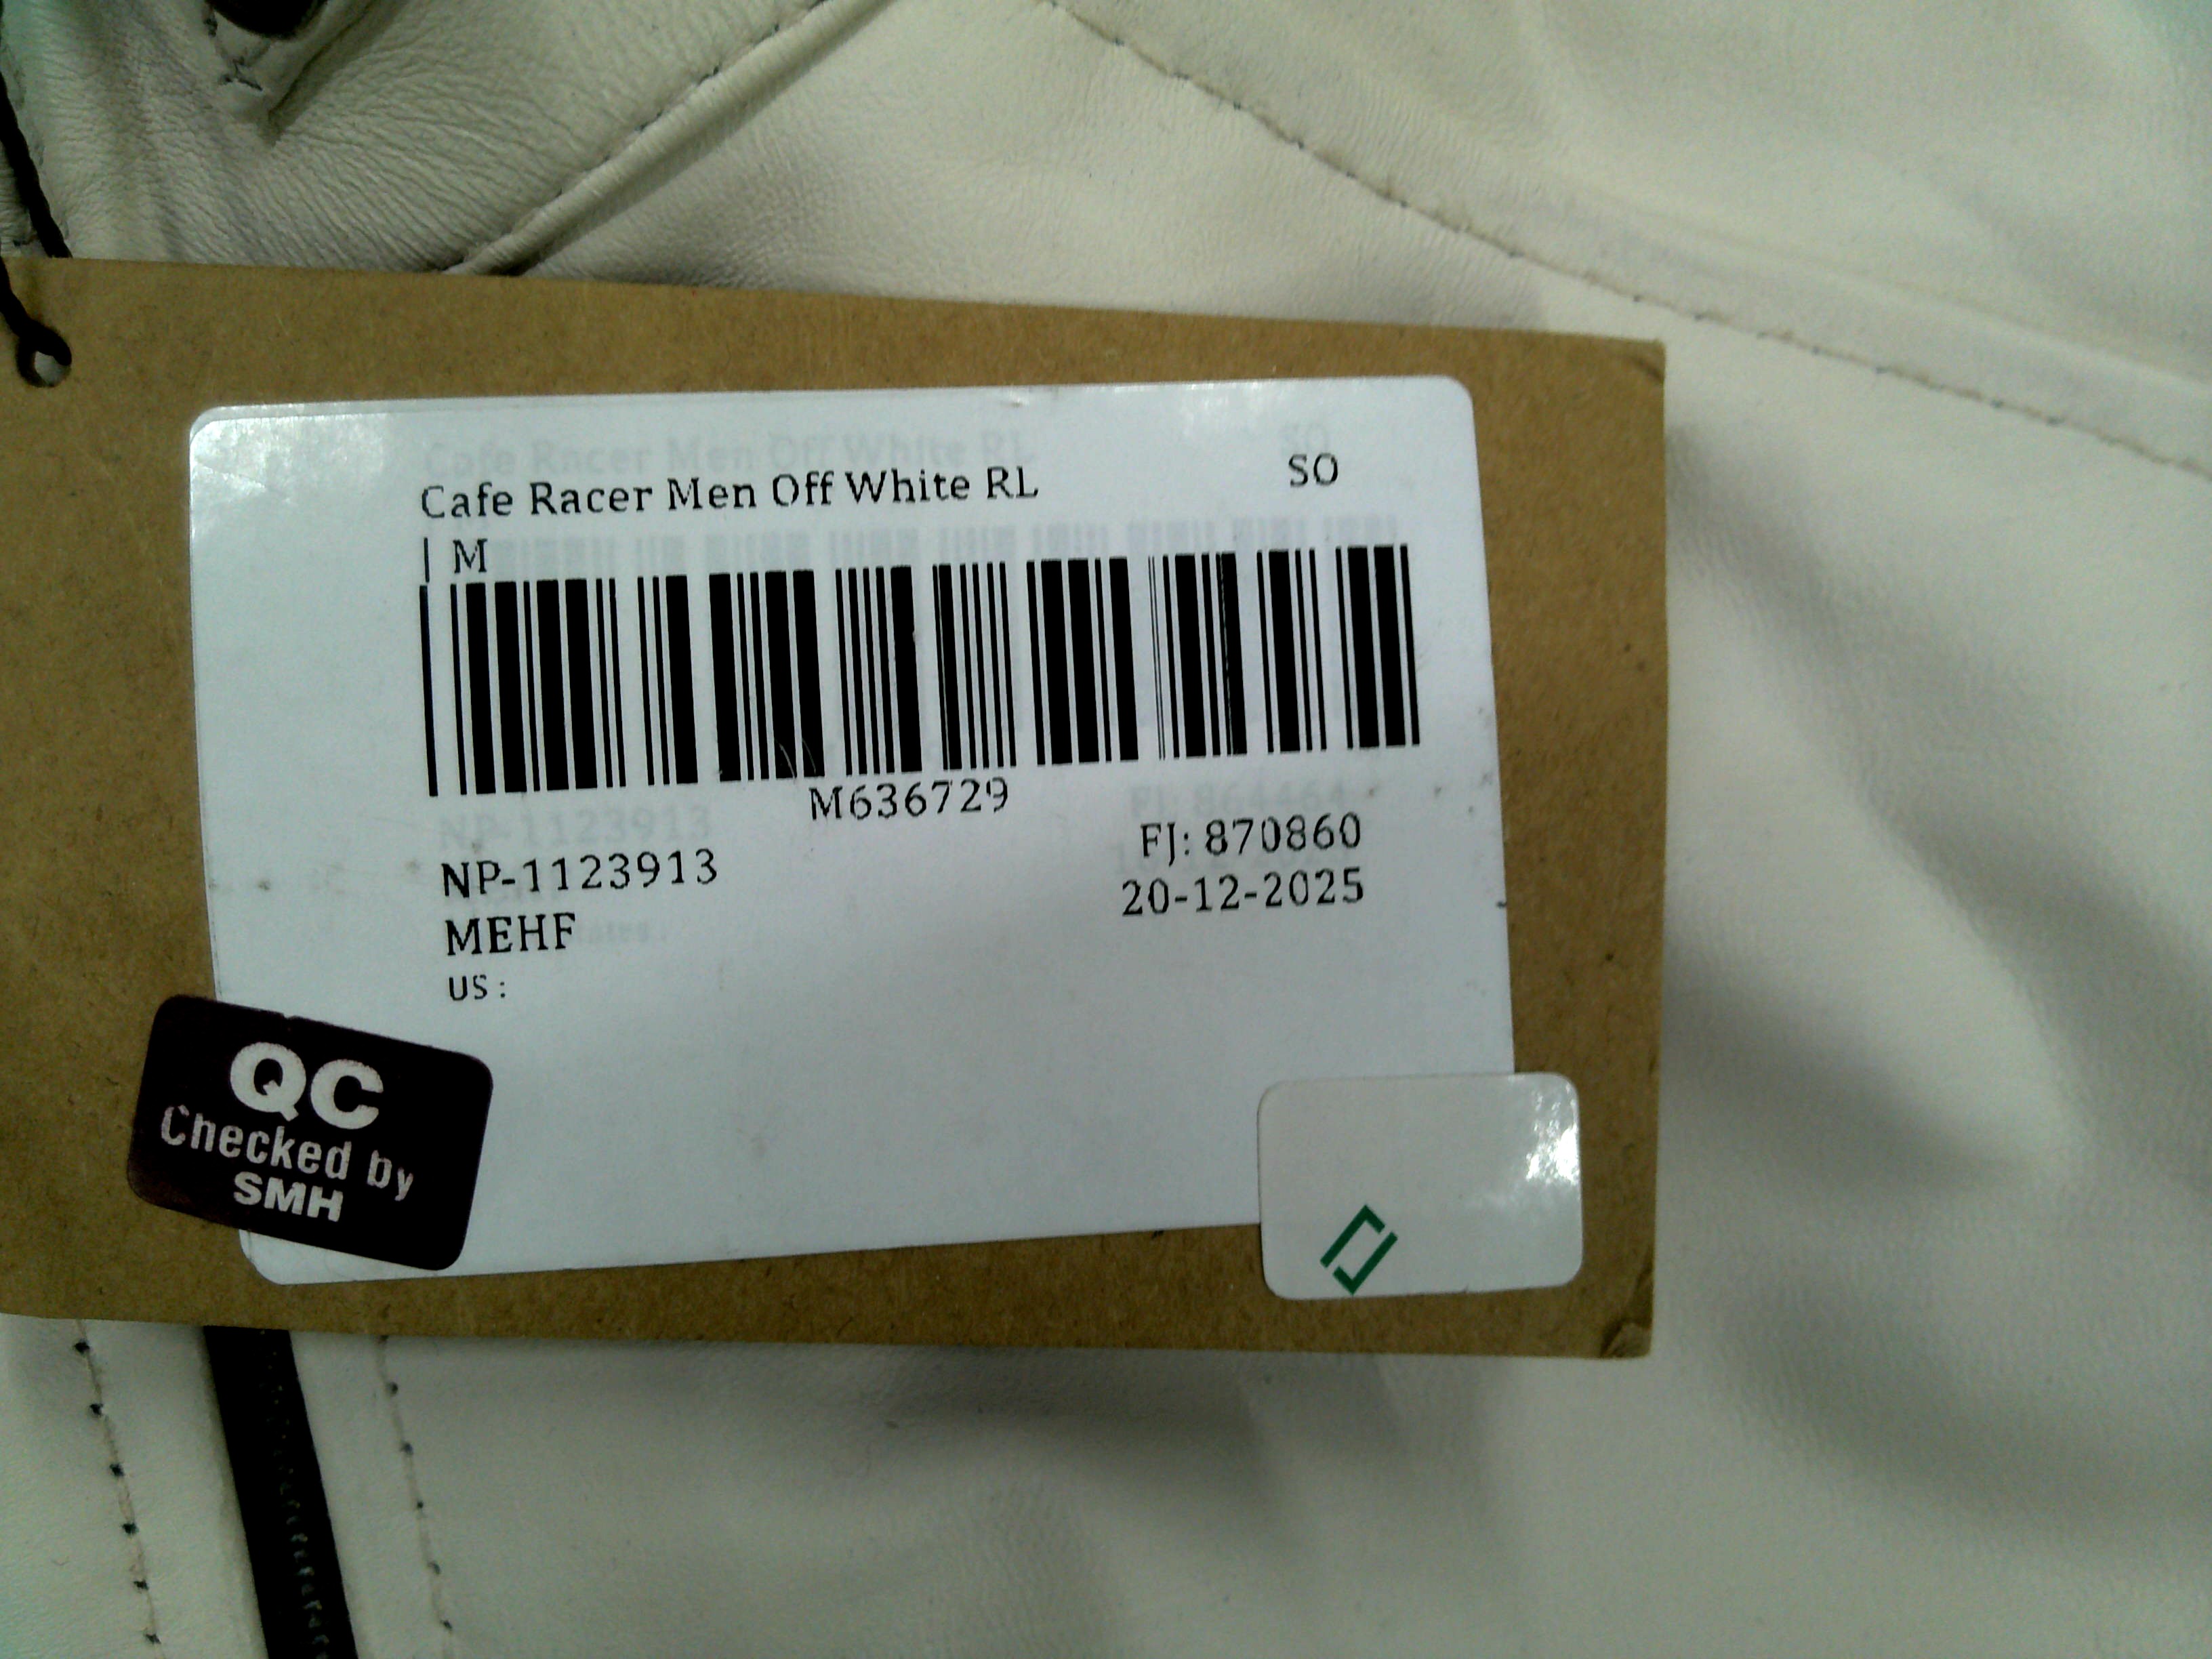 Cafe Racer Men Off White RL
SO
| M
M636729
NP-1123913
FJ: 870860
MEHF
20-12-2025
US :
QC
Checked by
SMH